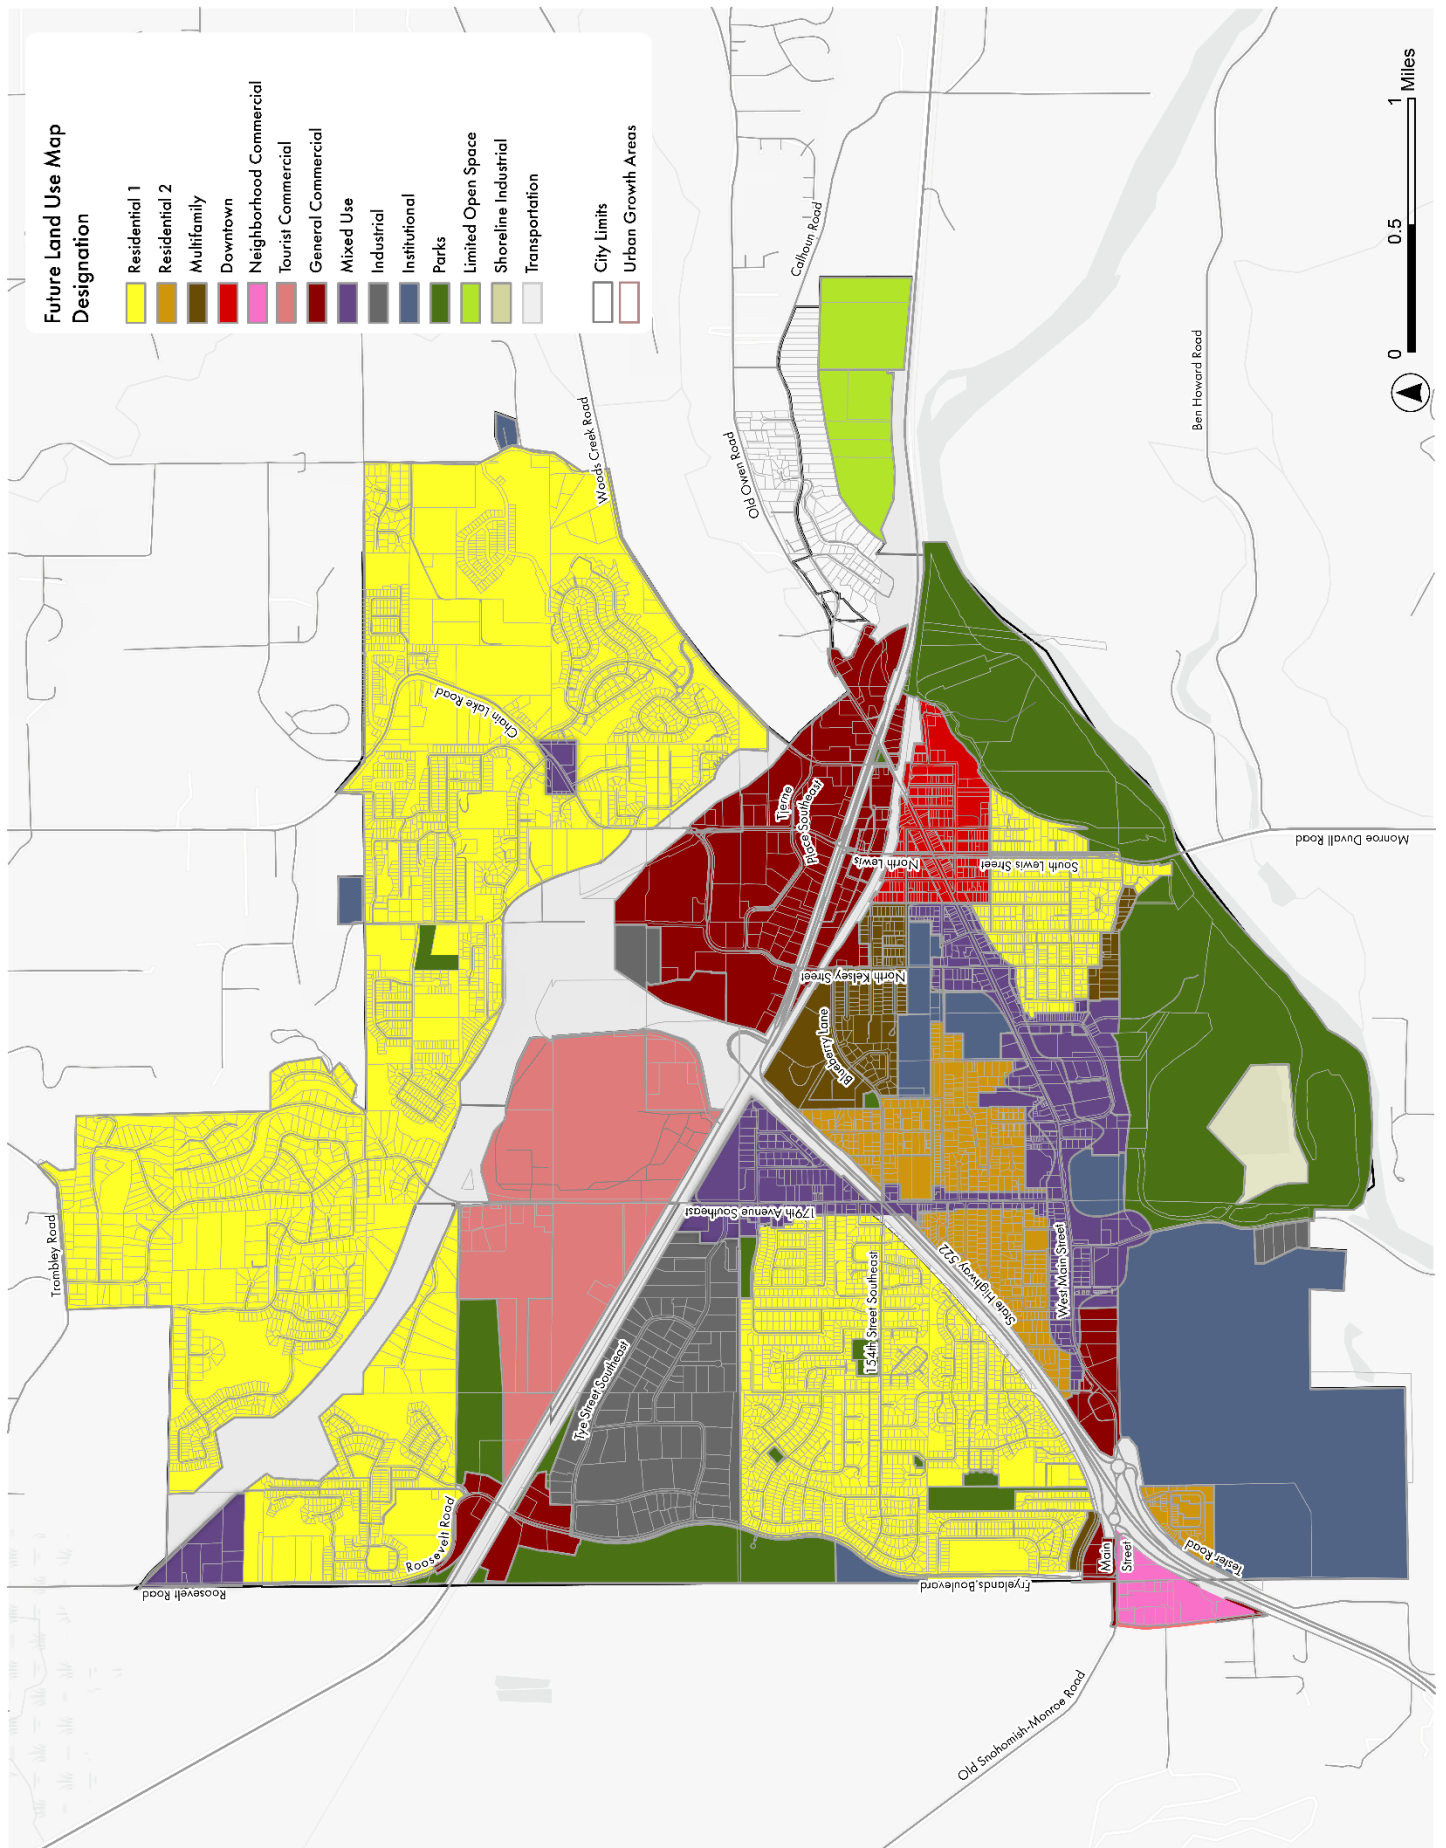 Future Land Use Map
Designation
Residential 1
Residential 2
Multifamily
Downtown
Neighborhood Commercial
Tourist Commercial
General Commercial
Mixed Use
Industrial
Institutional
Parks
Limited Open Space
Shoreline Industrial
Transportation
City Limits
Urban Growth Areas
Trombley Road
Roosevelt Road
Roosevelt Road
Chain Lake Road
Woods Creek Road
Old Owen Road
Calhoun Road
Ben Howard Road
Monroe Duvall Road
Tjerne
Place Southeast
North Lewis
South Lewis Street
North Kelsey Street
Blueberry Lane
179th Avenue Southeast
154th Street Southeast
State Highway 522
West Main Street
Tye Street Southeast
Fryelands Boulevard
Main
Street
Tester Road
Old Snohomish-Monroe Road
0
0.5
1
Miles